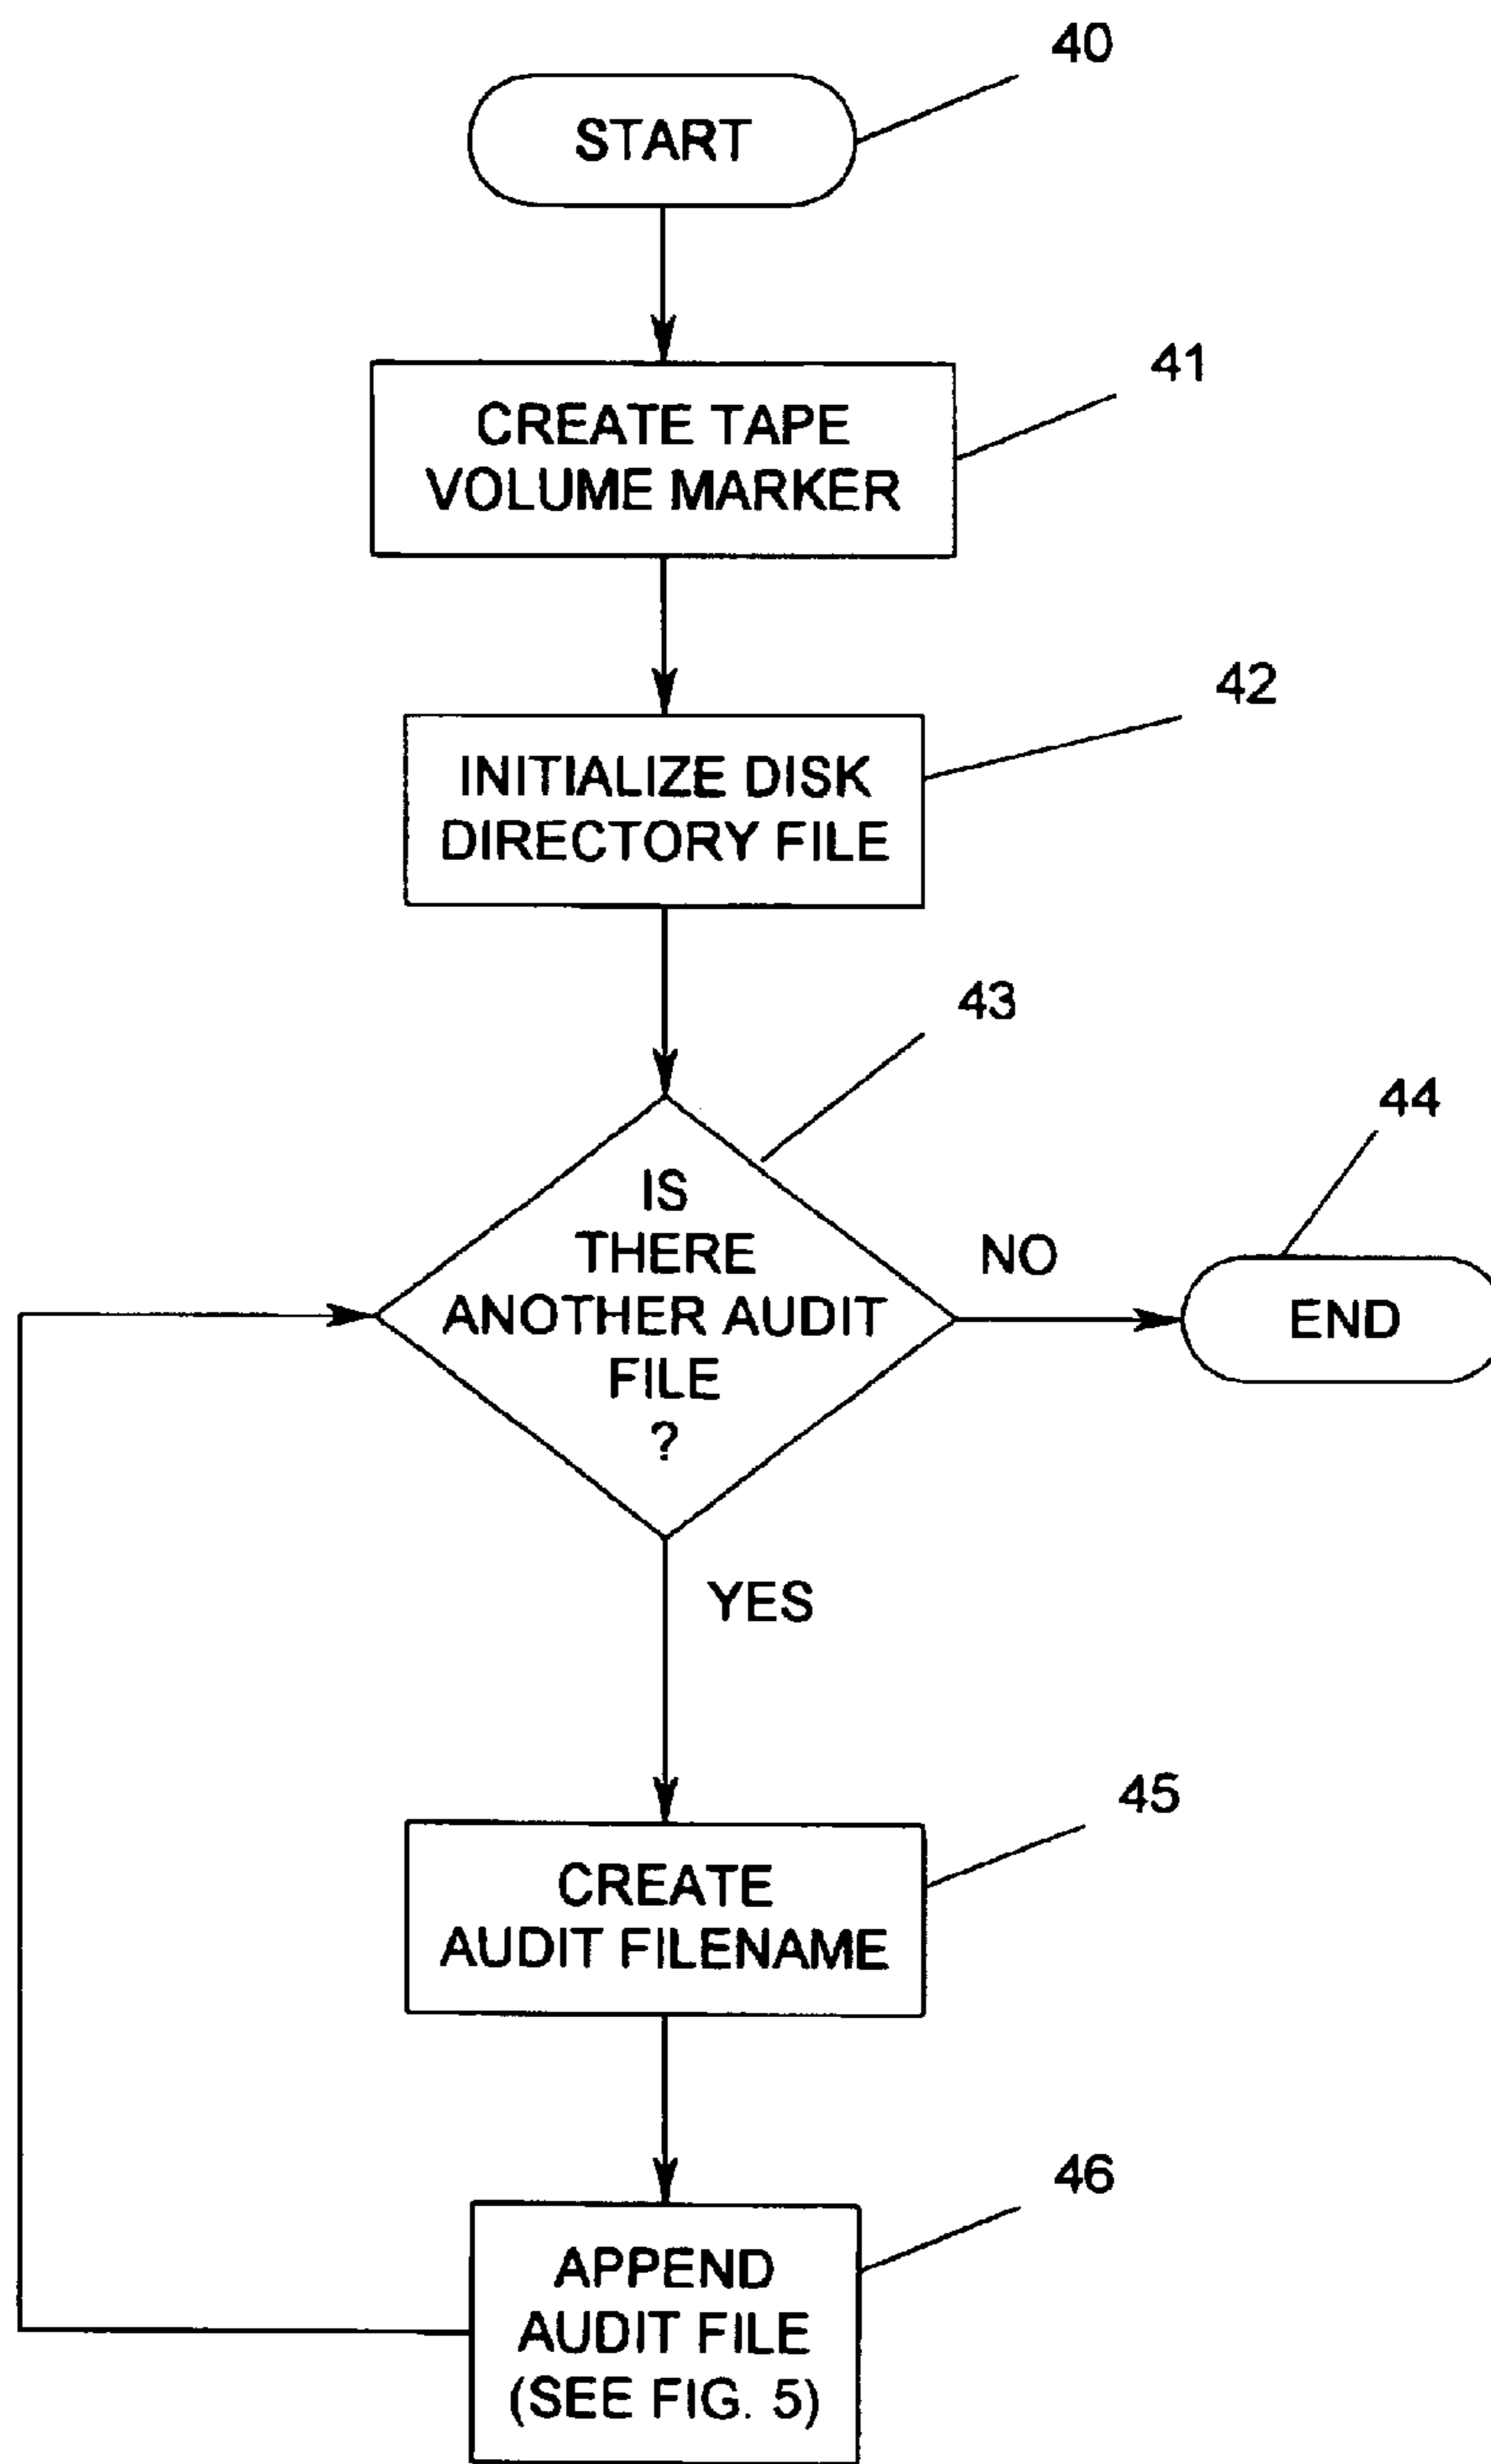 40
START
41
CREATE TAPE
VOLUME MARKER
42
INITIALIZE DISK
DIRECTORY FILE
43
44
IS
THERE
ANOTHER AUDIT
FILE
?
NO
END
YES
45
CREATE
AUDIT FILENAME
46
APPEND
AUDIT FILE
(SEE FIG. 5)